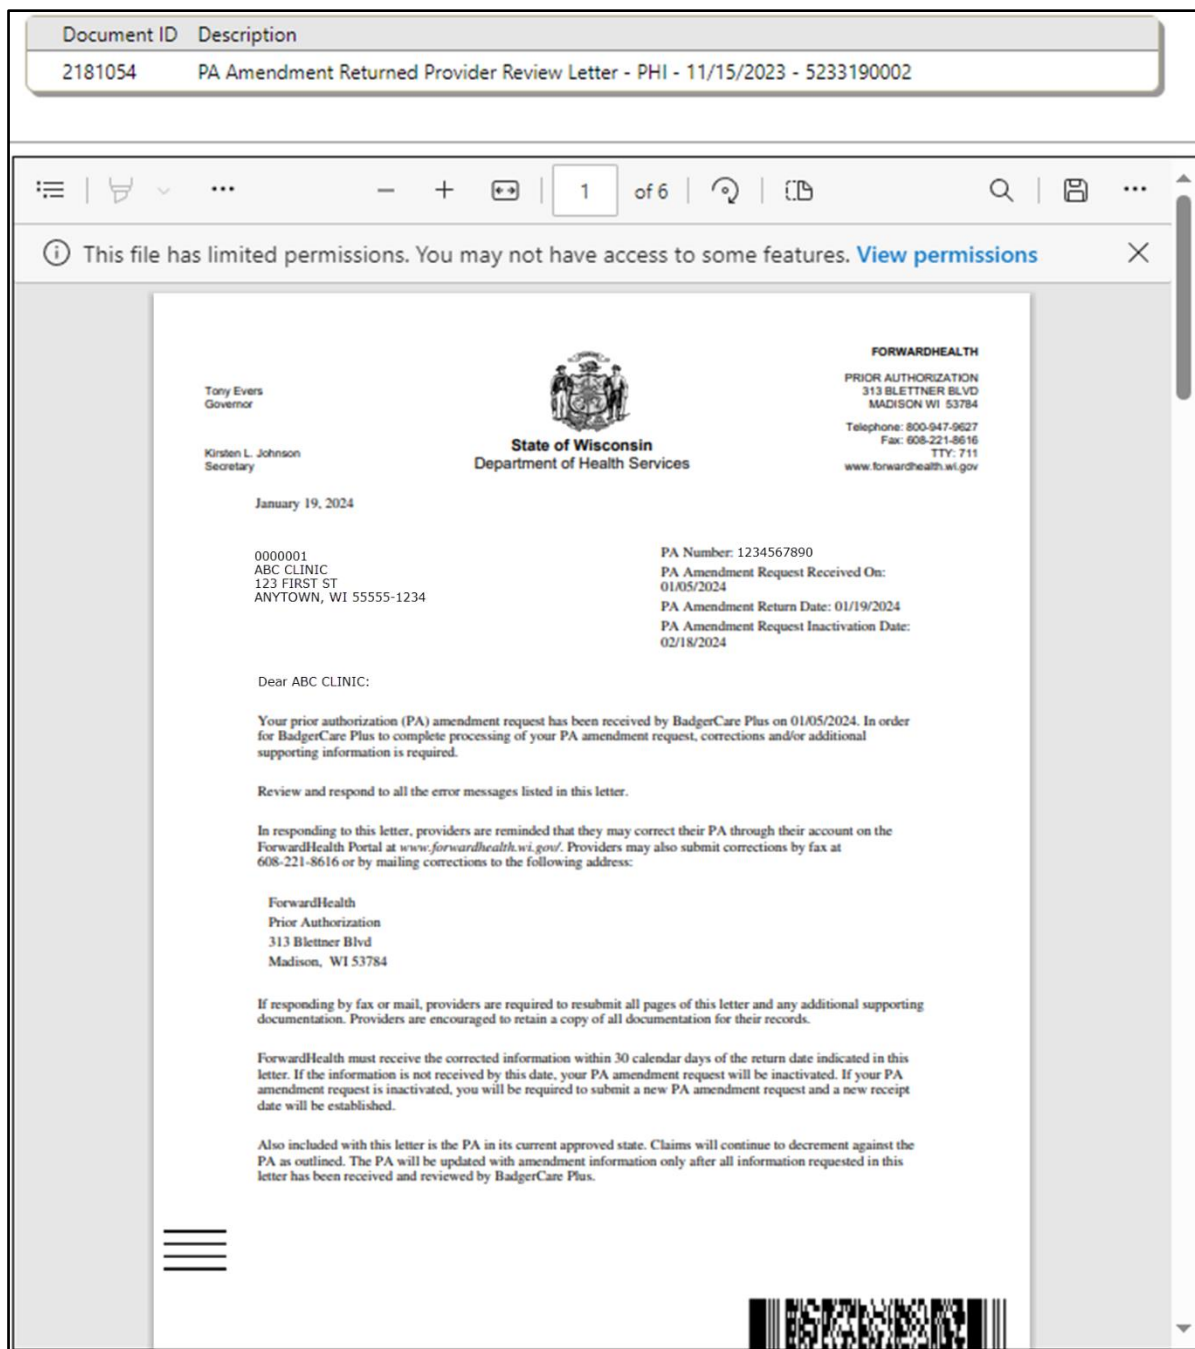 Document ID Description
2181054 PA Amendment Returned Provider Review Letter - PHI - 11/15/2023 - 5233190002
1 of 6
This file has limited permissions. You may not have access to some features. View permissions
Tony Evers
Governor
Kirsten L. Johnson
Secretary
State of Wisconsin
Department of Health Services
FORWARDHEALTH
PRIOR AUTHORIZATION
313 BLETTNER BLVD
MADISON WI 53784
Telephone: 800-947-9627
Fax: 608-221-8616
TTY: 711
www.forwardhealth.wi.gov
January 19, 2024
0000001
ABC CLINIC
123 FIRST ST
ANYTOWN, WI 55555-1234
PA Number: 1234567890
PA Amendment Request Received On:
01/05/2024
PA Amendment Return Date: 01/19/2024
PA Amendment Request Inactivation Date:
02/18/2024
Dear ABC CLINIC:
Your prior authorization (PA) amendment request has been received by BadgerCare Plus on 01/05/2024. In order
for BadgerCare Plus to complete processing of your PA amendment request, corrections and/or additional
supporting information is required.
Review and respond to all the error messages listed in this letter.
In responding to this letter, providers are reminded that they may correct their PA through their account on the
ForwardHealth Portal at www.forwardhealth.wi.gov/. Providers may also submit corrections by fax at
608-221-8616 or by mailing corrections to the following address:
ForwardHealth
Prior Authorization
313 Blettner Blvd
Madison, WI 53784
If responding by fax or mail, providers are required to resubmit all pages of this letter and any additional supporting
documentation. Providers are encouraged to retain a copy of all documentation for their records.
ForwardHealth must receive the corrected information within 30 calendar days of the return date indicated in this
letter. If the information is not received by this date, your PA amendment request will be inactivated. If your PA
amendment request is inactivated, you will be required to submit a new PA amendment request and a new receipt
date will be established.
Also included with this letter is the PA in its current approved state. Claims will continue to decrement against the
PA as outlined. The PA will be updated with amendment information only after all information requested in this
letter has been received and reviewed by BadgerCare Plus.